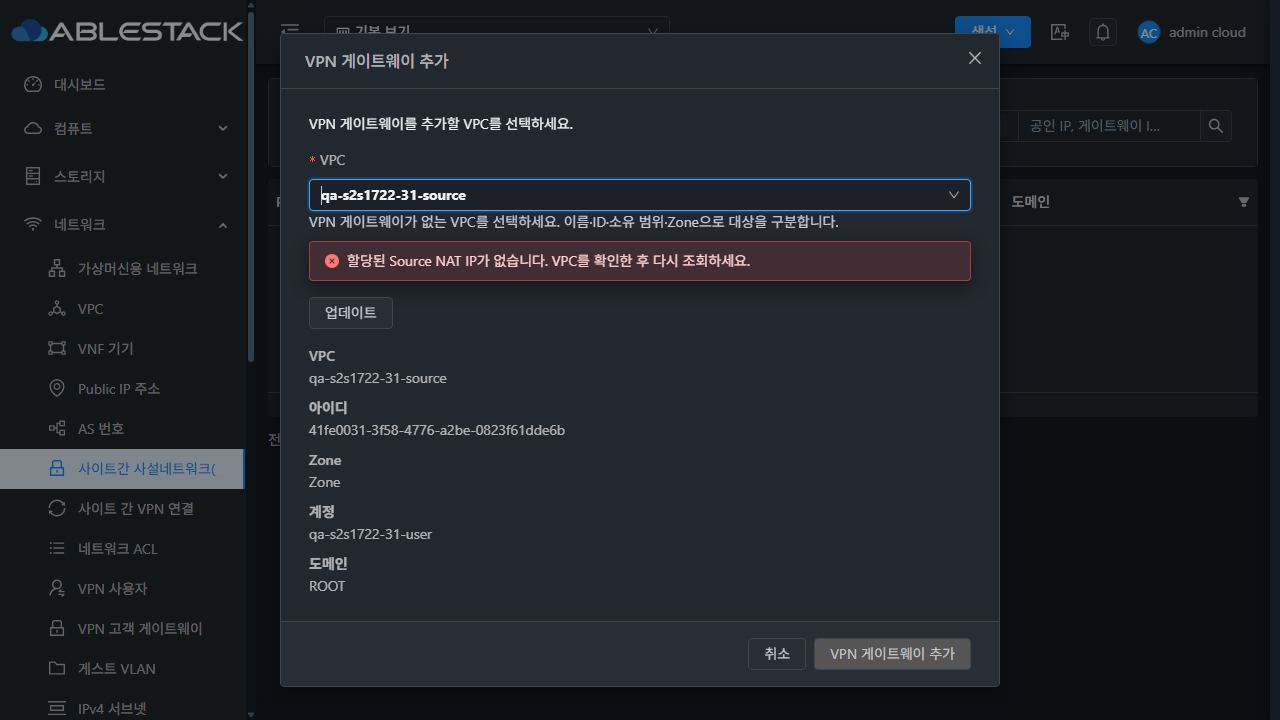 ABLESTACK
기본 보기
생성
AC
admin cloud
대시보드
컴퓨트
스토리지
네트워크
가상머신용 네트워크
VPC
VNF 기기
Public IP 주소
AS 번호
사이트간 사설네트워크(
사이트 간 VPN 연결
네트워크 ACL
VPN 사용자
VPN 고객 게이트웨이
게스트 VLAN
IPv4 서브넷
공인 IP, 게이트웨이 I...
도메인
전
VPN 게이트웨이 추가
VPN 게이트웨이를 추가할 VPC를 선택하세요.
* VPC
qa-s2s1722-31-source
VPN 게이트웨이가 없는 VPC를 선택하세요. 이름·ID·소유 범위·Zone으로 대상을 구분합니다.
할당된 Source NAT IP가 없습니다. VPC를 확인한 후 다시 조회하세요.
업데이트
VPC
qa-s2s1722-31-source
아이디
41fe0031-3f58-4776-a2be-0823f61dde6b
Zone
Zone
계정
qa-s2s1722-31-user
도메인
ROOT
취소
VPN 게이트웨이 추가